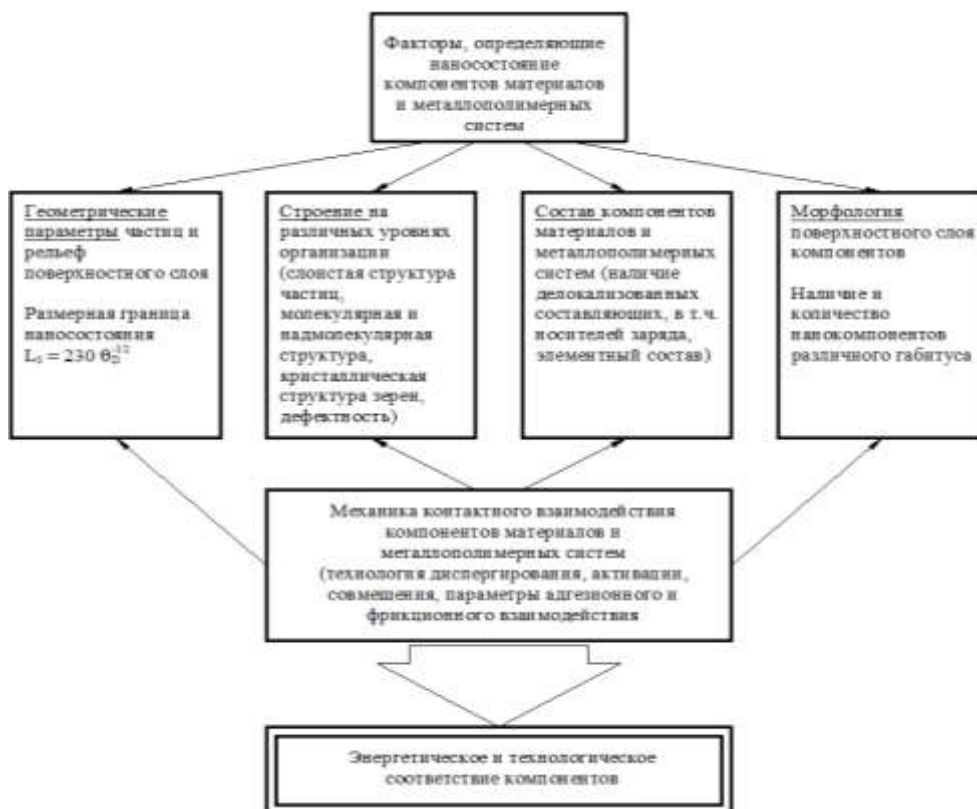 Факторы, определяющие
наносостояние
компонентов материалов
и металлополимерных
систем
Геометрические
параметры частиц и
рельеф
поверхностного слоя
Размерная граница
наносостояния
L₀ = 230 θ_D^-1/2
Строение на
различных уровнях
организации
(слоистая структура
частиц,
молекулярная и
надмолекулярная
структура,
кристаллическая
структура зерен,
дефектность)
Состав компонентов
материалов и
металлополимерных
систем (наличие
делокализованных
составляющих, в т.ч.
носителей заряда,
элементный состав)
Морфология
поверхностного слоя
компонентов
Наличие и
количество
нанокомпонентов
различного габитуса
Механика контактного взаимодействия
компонентов материалов и
металлополимерных систем
(технология диспергирования, активации,
совмещения, параметры адгезионного и
фрикционного взаимодействия
Энергетическое и технологическое
соответствие компонентов